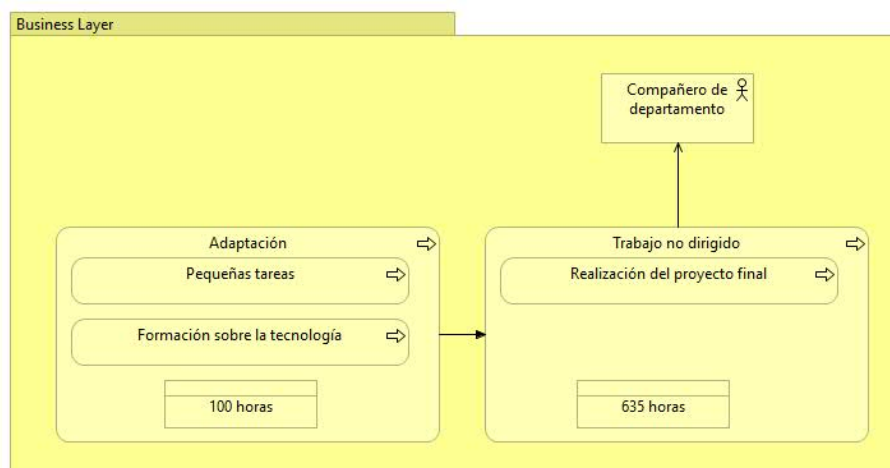 Business Layer
Compañero de
departamento
Adaptación
Pequeñas tareas
Formación sobre la tecnología
100 horas
Trabajo no dirigido
Realización del proyecto final
635 horas